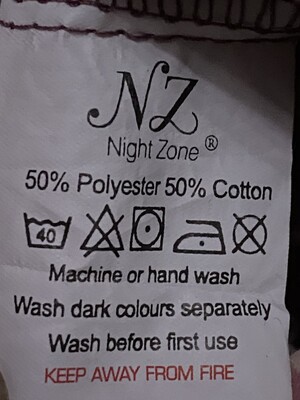 NZ
Night Zone ®
50% Polyester 50% Cotton
40
Machine or hand wash
Wash dark colours separately
Wash before first use
KEEP AWAY FROM FIRE